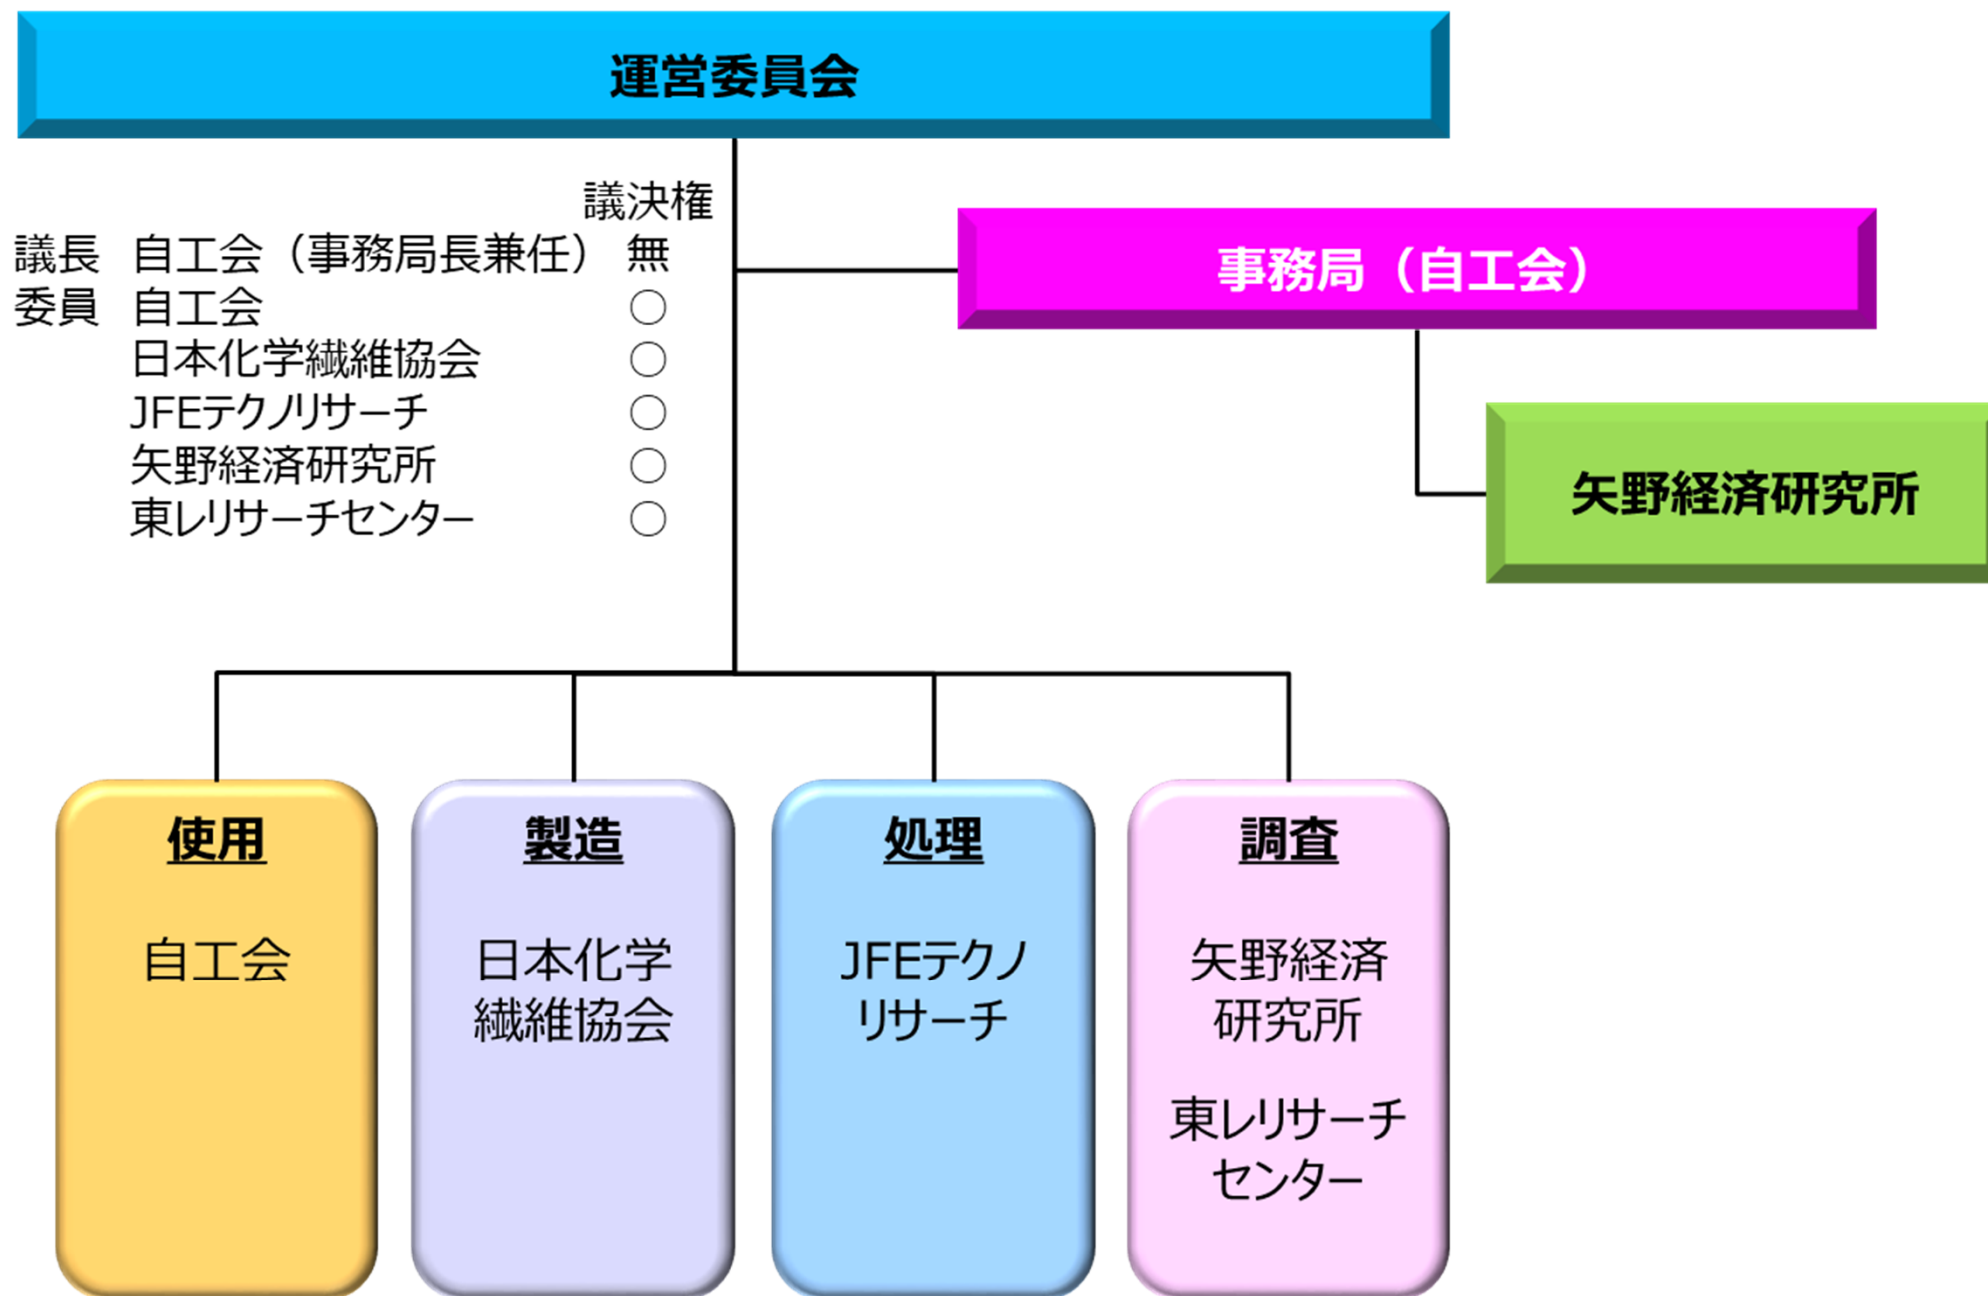 運営委員会
議決権
議長 自工会（事務局長兼任） 無
委員 自工会 〇
日本化学繊維協会 〇
JFEテクノリサーチ 〇
矢野経済研究所 〇
東レリサーチセンター 〇
事務局（自工会）
矢野経済研究所
使用
自工会
製造
日本化学
繊維協会
処理
JFEテクノ
リサーチ
調査
矢野経済
研究所
東レリサーチ
センター